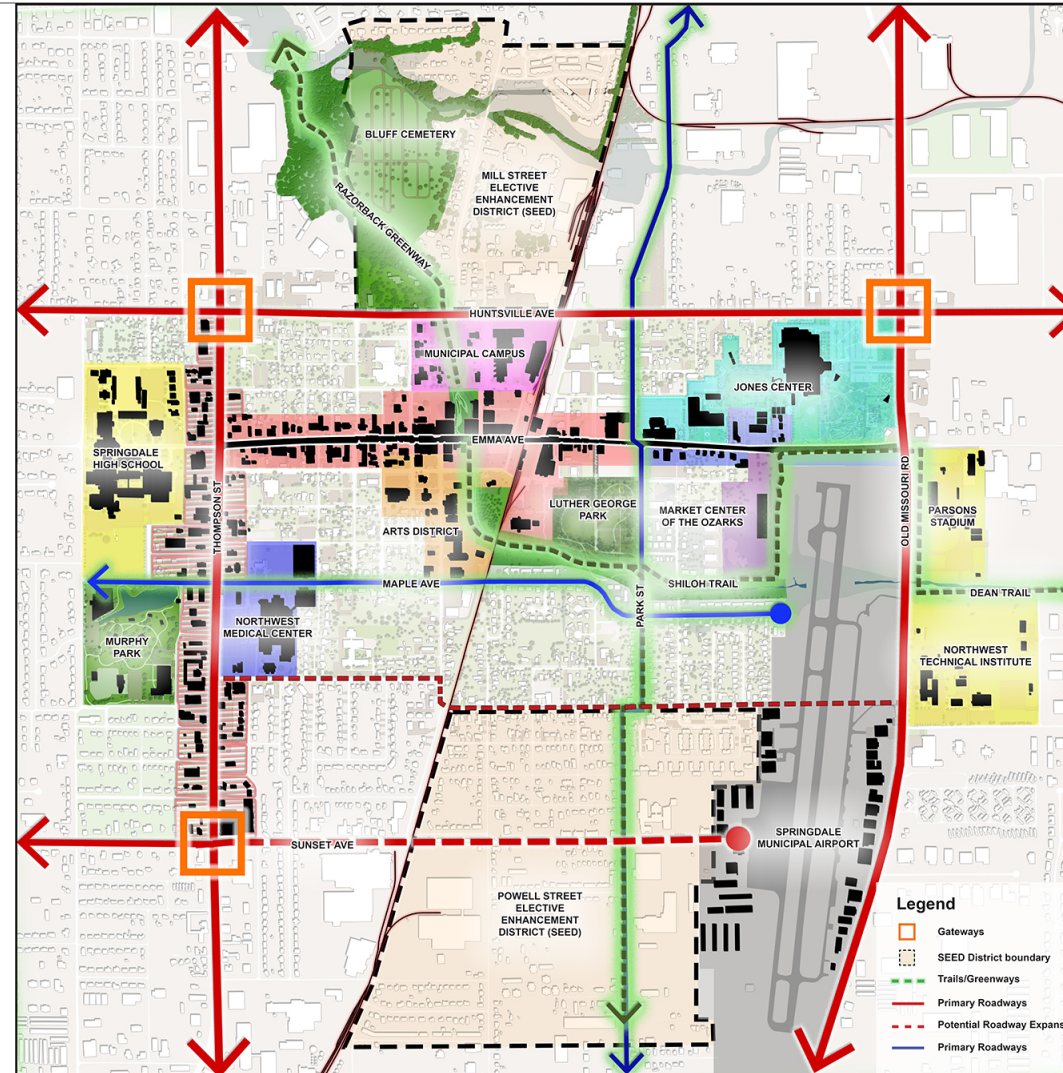 BLUFF CEMETERY
MILL STREET
ELECTIVE
ENHANCEMENT
DISTRICT (SEED)
RAZORBACK GREENWAY
HUNTSVILLE AVE
MUNICIPAL CAMPUS
JONES CENTER
EMMA AVE
SPRINGDALE
HIGH SCHOOL
THOMPSON ST
ARTS DISTRICT
LUTHER GEORGE
PARK
MARKET CENTER
OF THE OZARKS
OLD MISSOURI RD
PARSONS
STADIUM
MAPLE AVE
SHILOH TRAIL
DEAN TRAIL
PARK ST
MURPHY
PARK
NORTHWEST
MEDICAL CENTER
NORTHWEST
TECHNICAL INSTITUTE
SUNSET AVE
SPRINGDALE
MUNICIPAL AIRPORT
POWELL STREET
ELECTIVE
ENHANCEMENT
DISTRICT (SEED)
Legend
Gateways
SEED District boundary
Trails/Greenways
Primary Roadways
Potential Roadway Expans
Primary Roadways